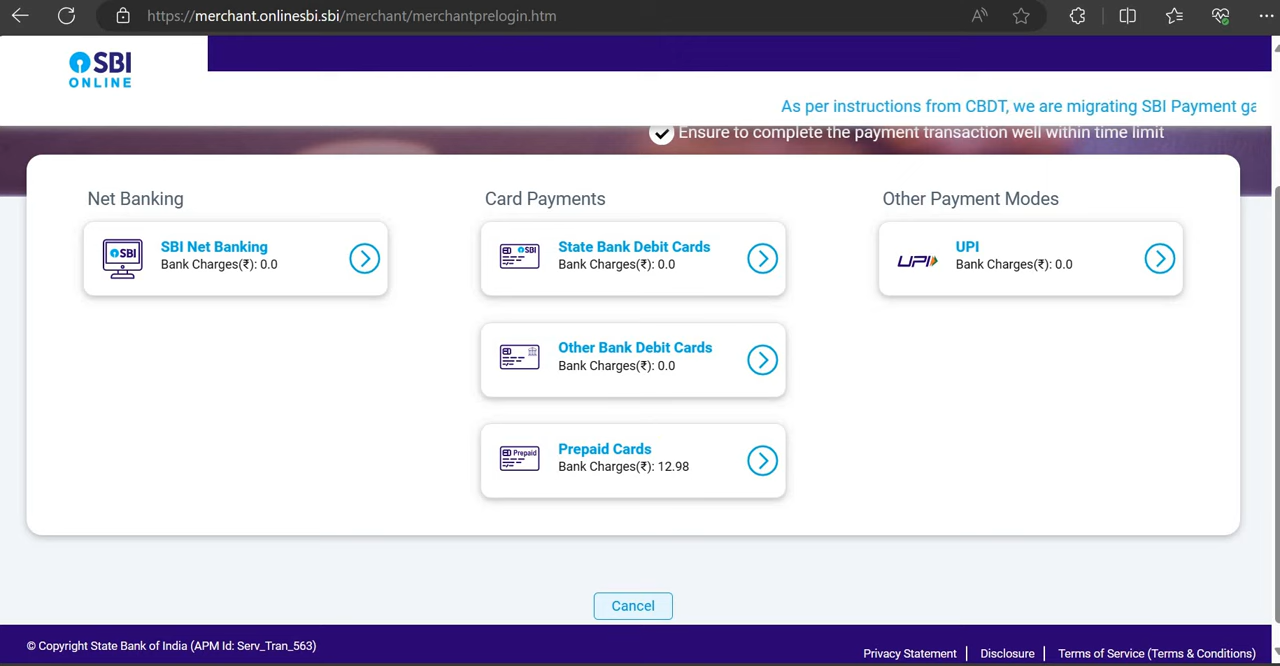 https://merchant.onlinesbi.sbi/merchant/merchantprelogin.htm
SBI
ONLINE
As per instructions from CBDT, we are migrating SBI Payment ga
Ensure to complete the payment transaction well within time limit
Net Banking
SBI
SBI Net Banking
Bank Charges(₹): 0.0
Card Payments
SBI
State Bank Debit Cards
Bank Charges(₹): 0.0
Other Bank Debit Cards
Bank Charges(₹): 0.0
Prepaid
Prepaid Cards
Bank Charges(₹): 12.98
Other Payment Modes
UPI
UPI
Bank Charges(₹): 0.0
Cancel
© Copyright State Bank of India (APM Id: Serv_Tran_563)
Privacy Statement | Disclosure | Terms of Service (Terms & Conditions)